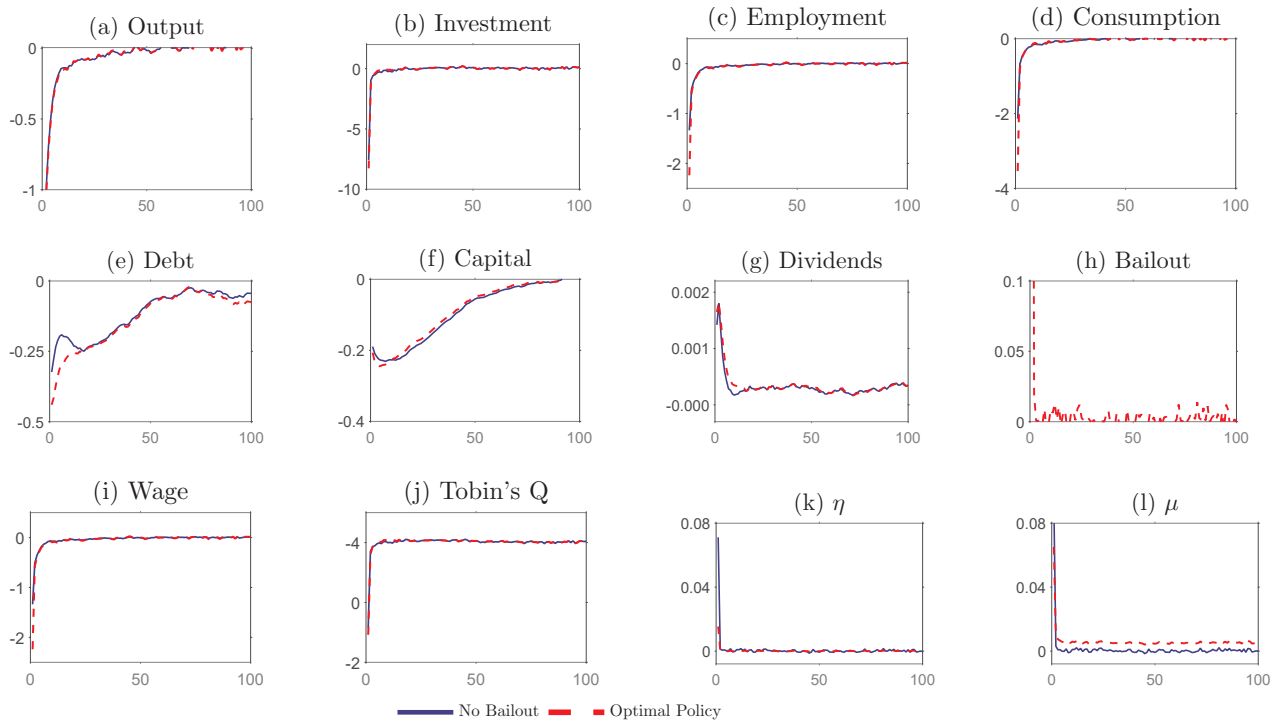 (a) Output
0
-0.5
-1
0 50 100
(b) Investment
0
-5
-10
0 50 100
(c) Employment
0
-1
-2
0 50 100
(d) Consumption
0
-2
-4
0 50 100
(e) Debt
0
-0.25
-0.5
0 50 100
(f) Capital
0
-0.2
-0.4
0 50 100
(g) Dividends
0.002
0.001
-0.000
0 50 100
(h) Bailout
0.1
0.05
0
0 50 100
(i) Wage
0
-1
-2
0 50 100
(j) Tobin's Q
-4
0
-2
0 50 100
(k) η
0.08
0.04
0
0 50 100
(l) μ
0.08
0.04
0
0 50 100
No Bailout Optimal Policy